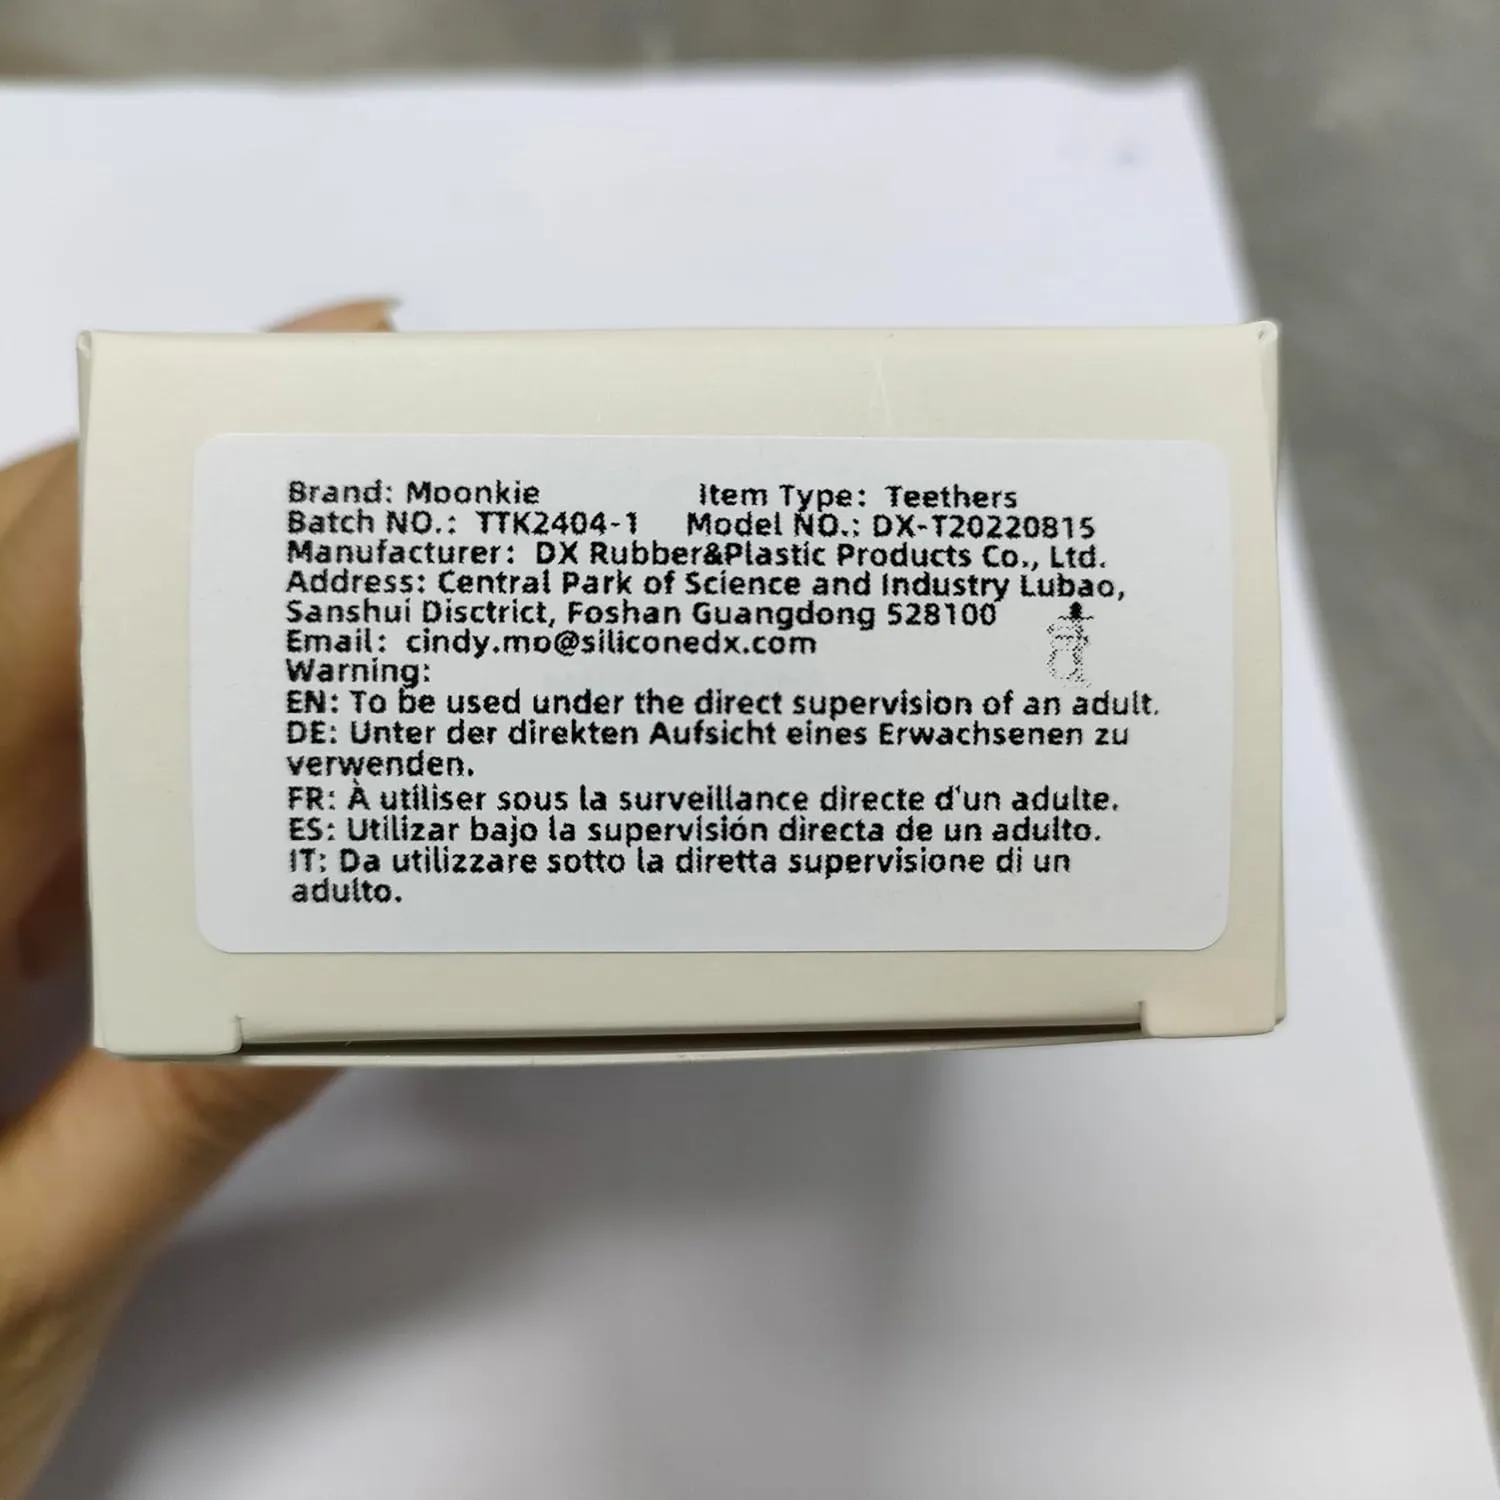 Brand: Moonkie Item Type: Teethers
Batch NO.: TTK2404-1 Model NO.: DX-T20220815
Manufacturer: DX Rubber&Plastic Products Co., Ltd.
Address: Central Park of Science and Industry Lubao,
Sanshui Disctrict, Foshan Guangdong 528100
Email: cindy.mo@siliconedx.com
Warning:
EN: To be used under the direct supervision of an adult.
DE: Unter der direkten Aufsicht eines Erwachsenen zu
verwenden.
FR: À utiliser sous la surveillance directe d'un adulte.
ES: Utilizar bajo la supervisión directa de un adulto.
IT: Da utilizzare sotto la diretta supervisione di un
adulto.